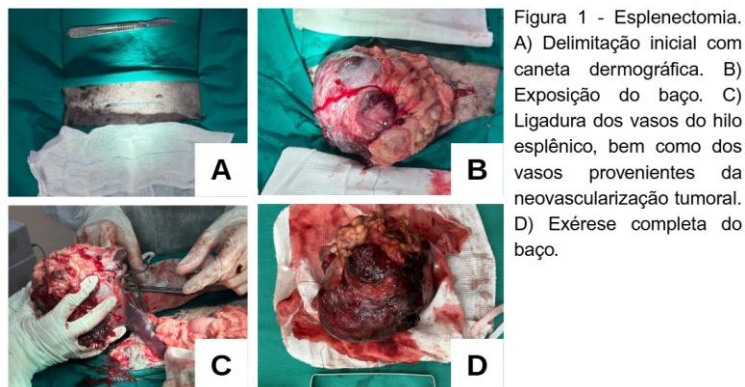 Figura 1 - Esplenectomia.
A) Delimitação inicial com
caneta dermográfica. B)
Exposição do baço. C)
Ligadura dos vasos do hilo
esplênico, bem como dos
vasos provenientes da
neovascularização tumoral.
D) Exérese completa do
baço.
A
B
C
D